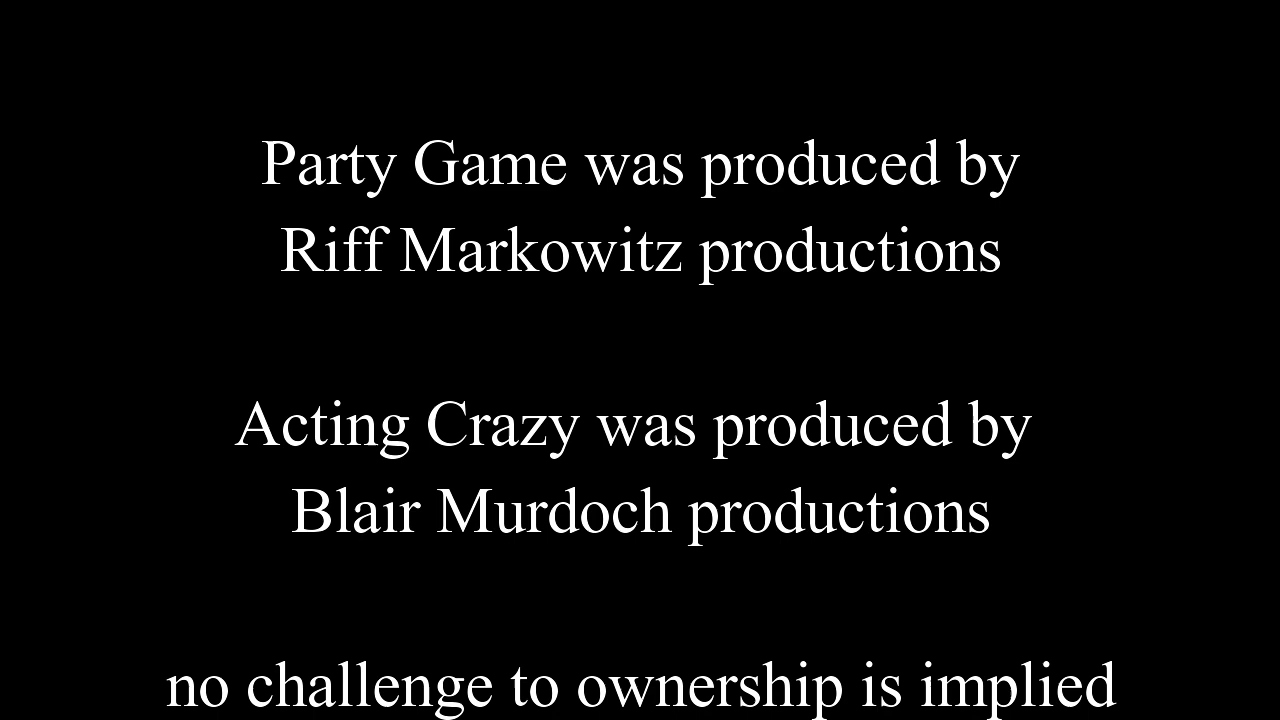 Party Game was produced by
Riff Markowitz productions
Acting Crazy was produced by
Blair Murdoch productions
no challenge to ownership is implied